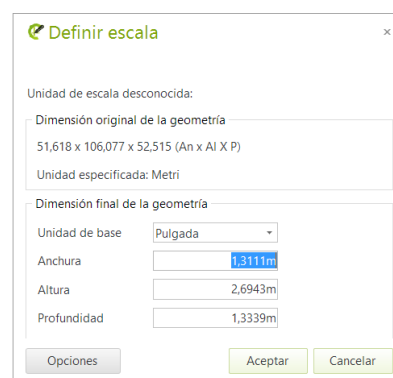 Definir escala
×
Unidad de escala desconocida:
Dimensión original de la geometría
51,618 x 106,077 x 52,515 (An x Al X P)
Unidad especificada: Metri
Dimensión final de la geometría
Unidad de base Pulgada
Anchura 1,3111m
Altura 2,6943m
Profundidad 1,3339m
Opciones Aceptar Cancelar